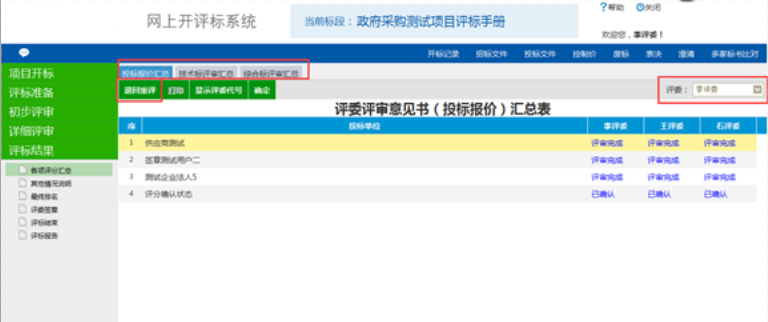 ?帮助 关闭
网上开评标系统 当前标段：政府采购测试项目评标手册
欢迎您，李评委！
开标记录 招标文件 投标文件 控制价 废标 表决 澄清 多家标书比对
项目开标
评标准备
初步评审
详细评审
评标结果
各项评分汇总
其他情况说明
最终排名
评委签章
评标结果
评标报告
投标报价汇总 技术标评审汇总 综合标评审汇总
退回重评 打印 显示评委代号 确定 评委： 李评委
评委评审意见书（投标报价）汇总表
序 投标单位 李评委 王评委 石评委
1 供应商测试 评审完成 评审完成 评审完成
2 签章测试用户二 评审完成 评审完成 评审完成
3 测试企业法人5 评审完成 评审完成 评审完成
4 评分确认状态 已确认 已确认 已确认